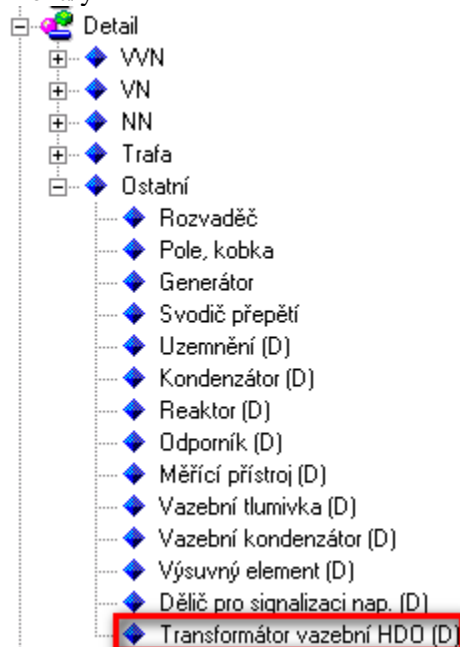 Detail
VVN
VN
NN
Trafa
Ostatní
Rozvaděč
Pole, kobka
Generátor
Svodič přepětí
Uzemnění (D)
Kondenzátor (D)
Reaktor (D)
Odporník (D)
Měřící přístroj (D)
Vazební tlumivka (D)
Vazební kondenzátor (D)
Výsuvný element (D)
Dělič pro signalizaci nap. (D)
Transformátor vazební HDO (D)